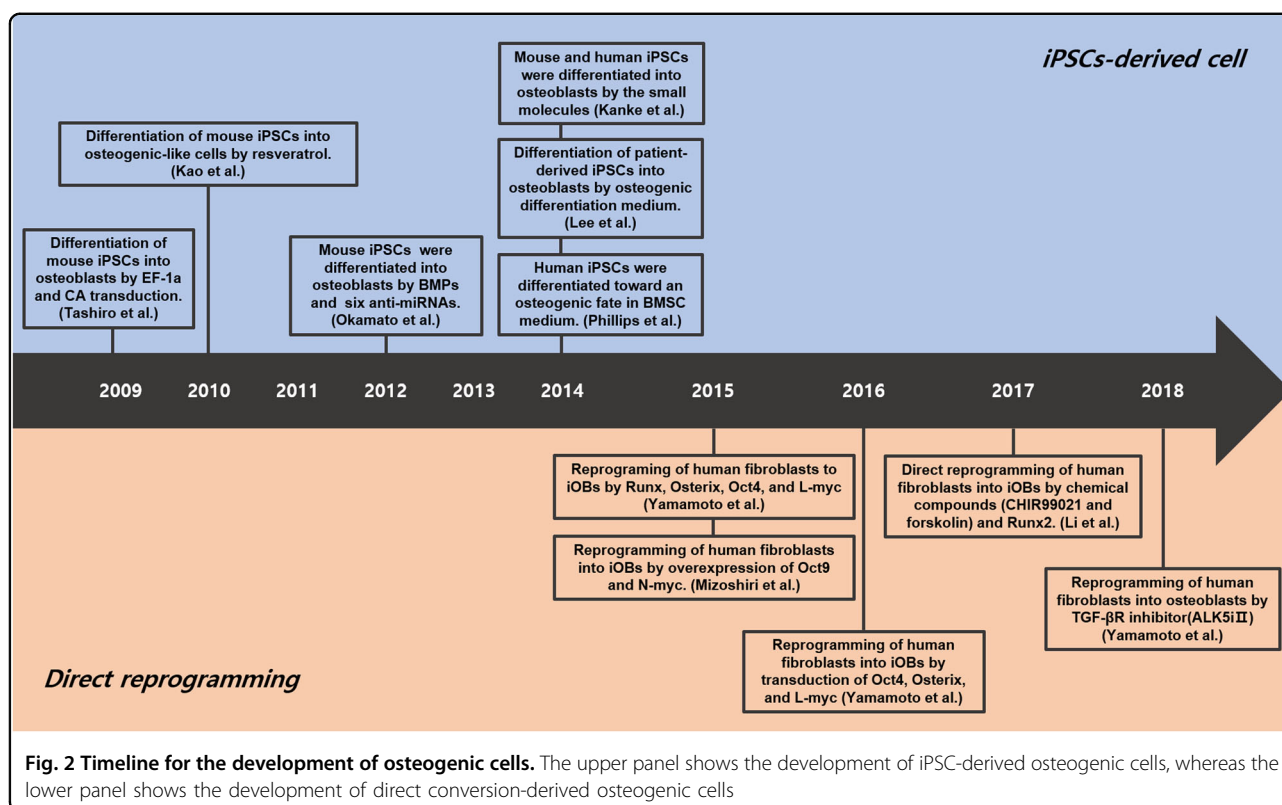 iPSCs-derived cell
Mouse and human iPSCs
were differentiated into
osteoblasts by the small
molecules (Kanke et al.)
Differentiation of mouse iPSCs into
osteogenic-like cells by resveratrol.
(Kao et al.)
Differentiation of patient-
derived iPSCs into
osteoblasts by osteogenic
differentiation medium.
(Lee et al.)
Differentiation of
mouse iPSCs into
osteoblasts by EF-1a
and CA transduction.
(Tashiro et al.)
Mouse iPSCs were
differentiated into
osteoblasts by BMPs
and six anti-miRNAs.
(Okamato et al.)
Human iPSCs were
differentiated toward an
osteogenic fate in BMSC
medium. (Phillips et al.)
2009 2010 2011 2012 2013 2014 2015 2016 2017 2018
Reprograming of human fibroblasts to
iOBs by Runx, Osterix, Oct4, and L-myc
(Yamamoto et al.)
Direct reprogramming of human
fibroblasts into iOBs by chemical
compounds (CHIR99021 and
forskolin) and Runx2. (Li et al.)
Reprogramming of human fibroblasts
into iOBs by overexpression of Oct9
and N-myc. (Mizoshiri et al.)
Reprogramming of human
fibroblasts into osteoblasts by
TGF-βR inhibitor(ALK5iⅡ)
(Yamamoto et al.)
Reprogramming of human
fibroblasts into iOBs by
transduction of Oct4, Osterix,
and L-myc (Yamamoto et al.)
Direct reprogramming
Fig. 2 Timeline for the development of osteogenic cells. The upper panel shows the development of iPSC-derived osteogenic cells, whereas the
lower panel shows the development of direct conversion-derived osteogenic cells